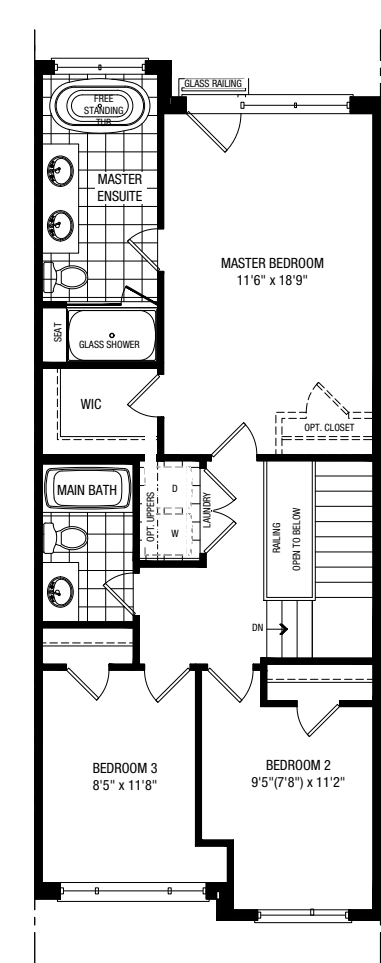 GLASS RAILING
FREE
STANDING
TUB
MASTER
ENSUITE
MASTER BEDROOM
11'6" x 18'9"
SEAT
GLASS SHOWER
WIC
OPT. CLOSET
MAIN BATH
OPT. UPPERS
D
W
LAUNDRY
RAILING
OPEN TO BELOW
DN
BEDROOM 3
8'5" x 11'8"
BEDROOM 2
9'5"(7'8") x 11'2"